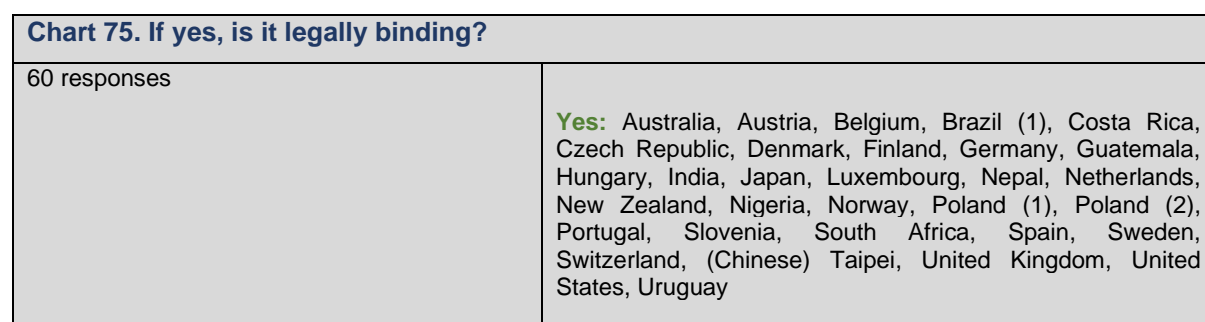 Chart 75. If yes, is it legally binding?
60 responses
Yes: Australia, Austria, Belgium, Brazil (1), Costa Rica,
Czech Republic, Denmark, Finland, Germany, Guatemala,
Hungary, India, Japan, Luxembourg, Nepal, Netherlands,
New Zealand, Nigeria, Norway, Poland (1), Poland (2),
Portugal, Slovenia, South Africa, Spain, Sweden,
Switzerland, (Chinese) Taipei, United Kingdom, United
States, Uruguay